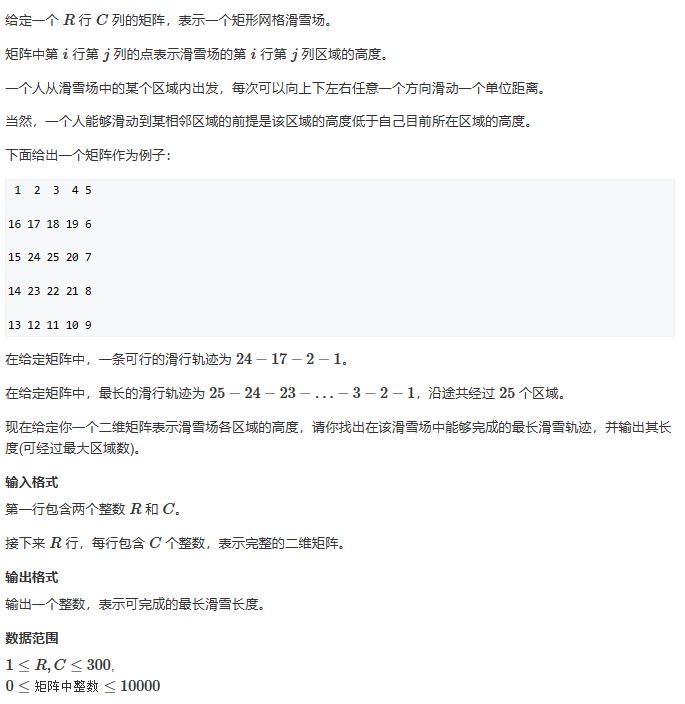 给定一个 R 行 C 列的矩阵，表示一个矩形网格滑雪场。
矩阵中第 i 行第 j 列的点表示滑雪场的第 i 行第 j 列区域的高度。
一个人从滑雪场中的某个区域内出发，每次可以向上下左右任意一个方向滑动一个单位距离。
当然，一个人能够滑动到某相邻区域的前提是该区域的高度低于自己目前所在区域的高度。
下面给出一个矩阵作为例子：
1 2 3 4 5
16 17 18 19 6
15 24 25 20 7
14 23 22 21 8
13 12 11 10 9
在给定矩阵中，一条可行的滑行轨迹为 24 − 17 − 2 − 1。
在给定矩阵中，最长的滑行轨迹为 25 − 24 − 23 − … − 3 − 2 − 1，沿途共经过 25 个区域。
现在给定你一个二维矩阵表示滑雪场各区域的高度，请你找出在该滑雪场中能够完成的最长滑雪轨迹，并输出其长
度(可经过最大区域数)。
输入格式
第一行包含两个整数 R 和 C。
接下来 R 行，每行包含 C 个整数，表示完整的二维矩阵。
输出格式
输出一个整数，表示可完成的最长滑雪长度。
数据范围
1 ≤ R, C ≤ 300,
0 ≤ 矩阵中整数 ≤ 10000